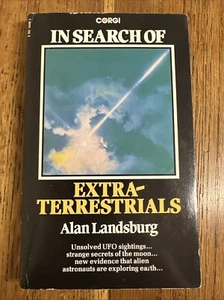 CORGI
IN SEARCH OF
EXTRA-
TERRESTRIALS
Alan Landsburg
Unsolved UFO sightings...
strange secrets of the moon...
new evidence that alien
astronauts are exploring earth...